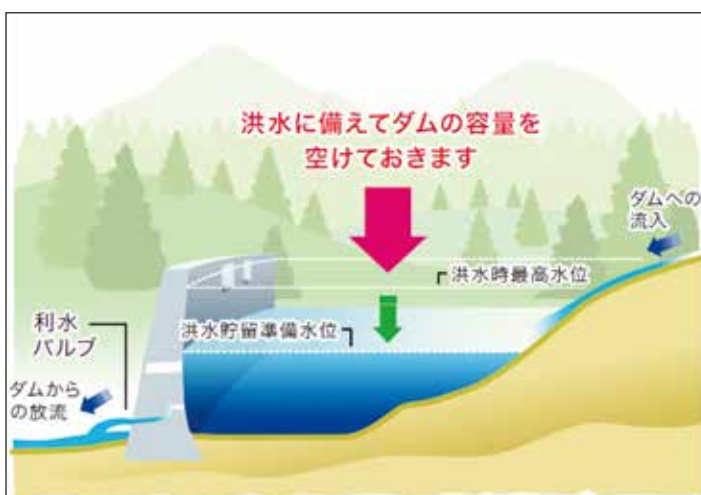 洪水に備えてダムの容量を
空けておきます
ダムへの
流入
洪水時最高水位
利水
バルブ
洪水貯留準備水位
ダムから
の放流